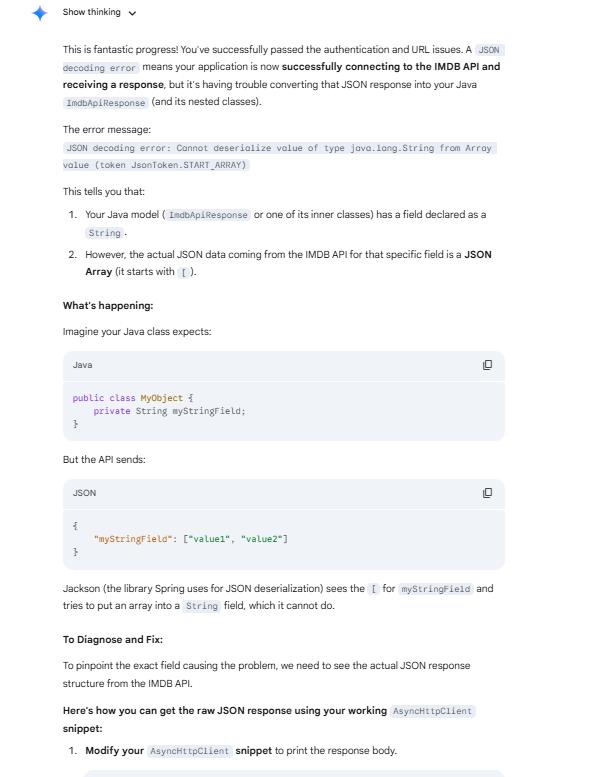 Show thinking
This is fantastic progress! You've successfully passed the authentication and URL issues. A JSON
decoding error means your application is now successfully connecting to the IMDB API and
receiving a response, but it's having trouble converting that JSON response into your Java
ImdbApiResponse (and its nested classes).
The error message:
JSON decoding error: Cannot deserialize value of type java.lang.String from Array
value (token JsonToken.START_ARRAY)
This tells you that:
1. Your Java model (ImdbApiResponse or one of its inner classes) has a field declared as a
String.
2. However, the actual JSON data coming from the IMDB API for that specific field is a JSON
Array (it starts with [).
What's happening:
Imagine your Java class expects:
Java
public class MyObject {
    private String myStringField;
}
But the API sends:
JSON
{
    "myStringField": ["value1", "value2"]
}
Jackson (the library Spring uses for JSON deserialization) sees the [ for myStringField and
tries to put an array into a String field, which it cannot do.
To Diagnose and Fix:
To pinpoint the exact field causing the problem, we need to see the actual JSON response
structure from the IMDB API.
Here's how you can get the raw JSON response using your working AsyncHttpClient
snippet:
1. Modify your AsyncHttpClient snippet to print the response body.